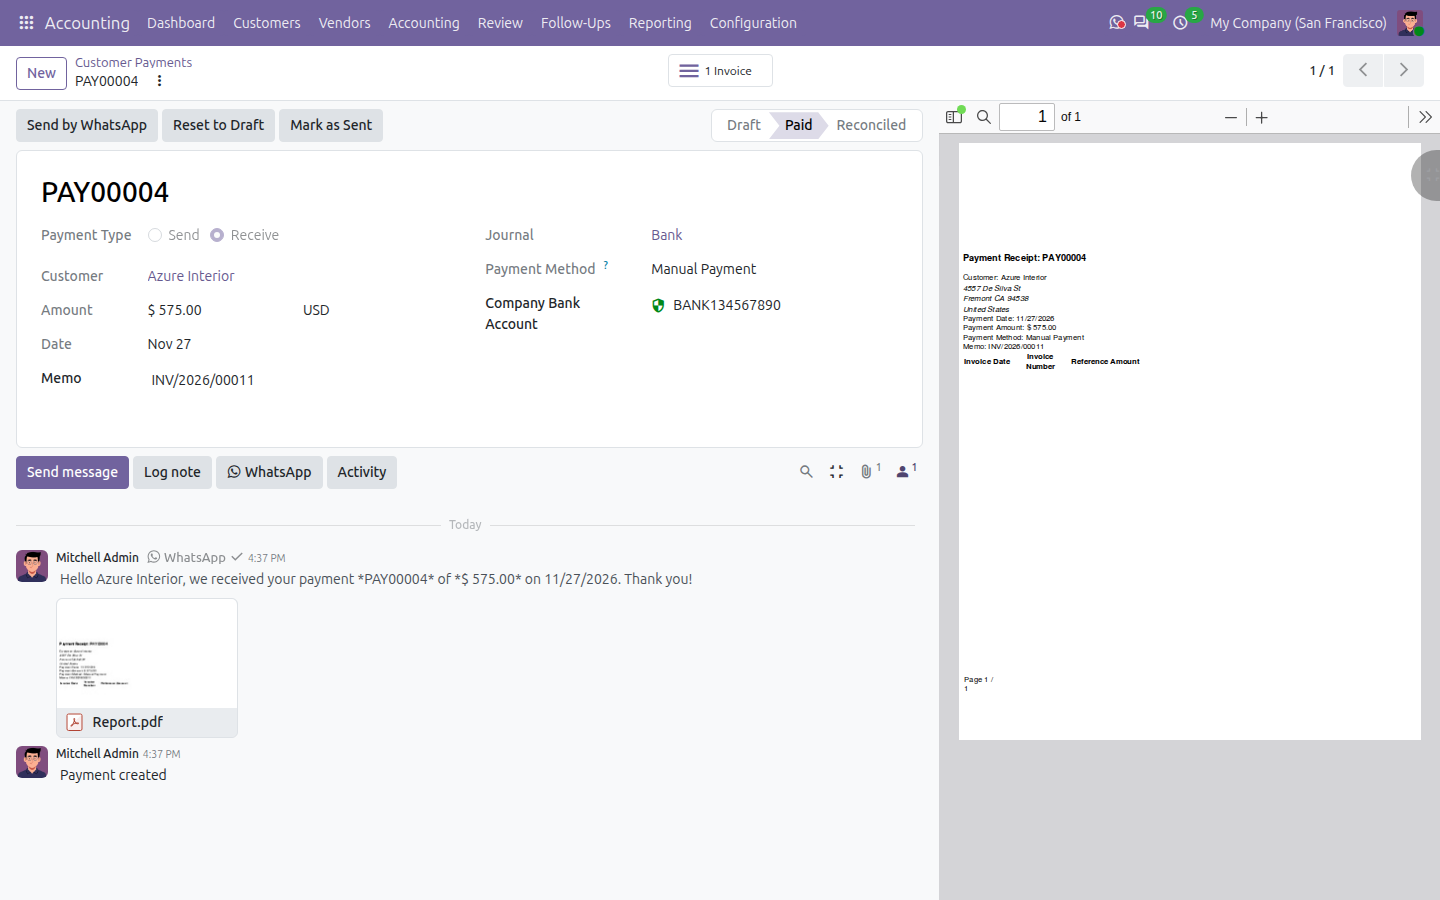 Accounting Dashboard Customers Vendors Accounting Review Follow-Ups Reporting Configuration 10 5 My Company (San Francisco)
New Customer Payments
PAY00004
1 Invoice
1 / 1
Send by WhatsApp Reset to Draft Mark as Sent Draft Paid Reconciled
1 of 1
PAY00004
Payment Type Send Receive
Customer Azure Interior
Amount $ 575.00 USD
Date Nov 27
Memo INV/2026/00011
Journal Bank
Payment Method ? Manual Payment
Company Bank
Account
BANK134567890
Send message Log note WhatsApp Activity 1 1
Today
Mitchell Admin WhatsApp 4:37 PM
Hello Azure Interior, we received your payment *PAY00004* of *$ 575.00* on 11/27/2026. Thank you!
Report.pdf
Mitchell Admin 4:37 PM
Payment created
Payment Receipt: PAY00004
Customer: Azure Interior
4557 De Silva St
Fremont CA 94538
United States
Payment Date: 11/27/2026
Payment Amount: $ 575.00
Payment Method: Manual Payment
Memo: INV/2026/00011
Invoice Date Invoice Number Reference Amount
Page 1 /
1